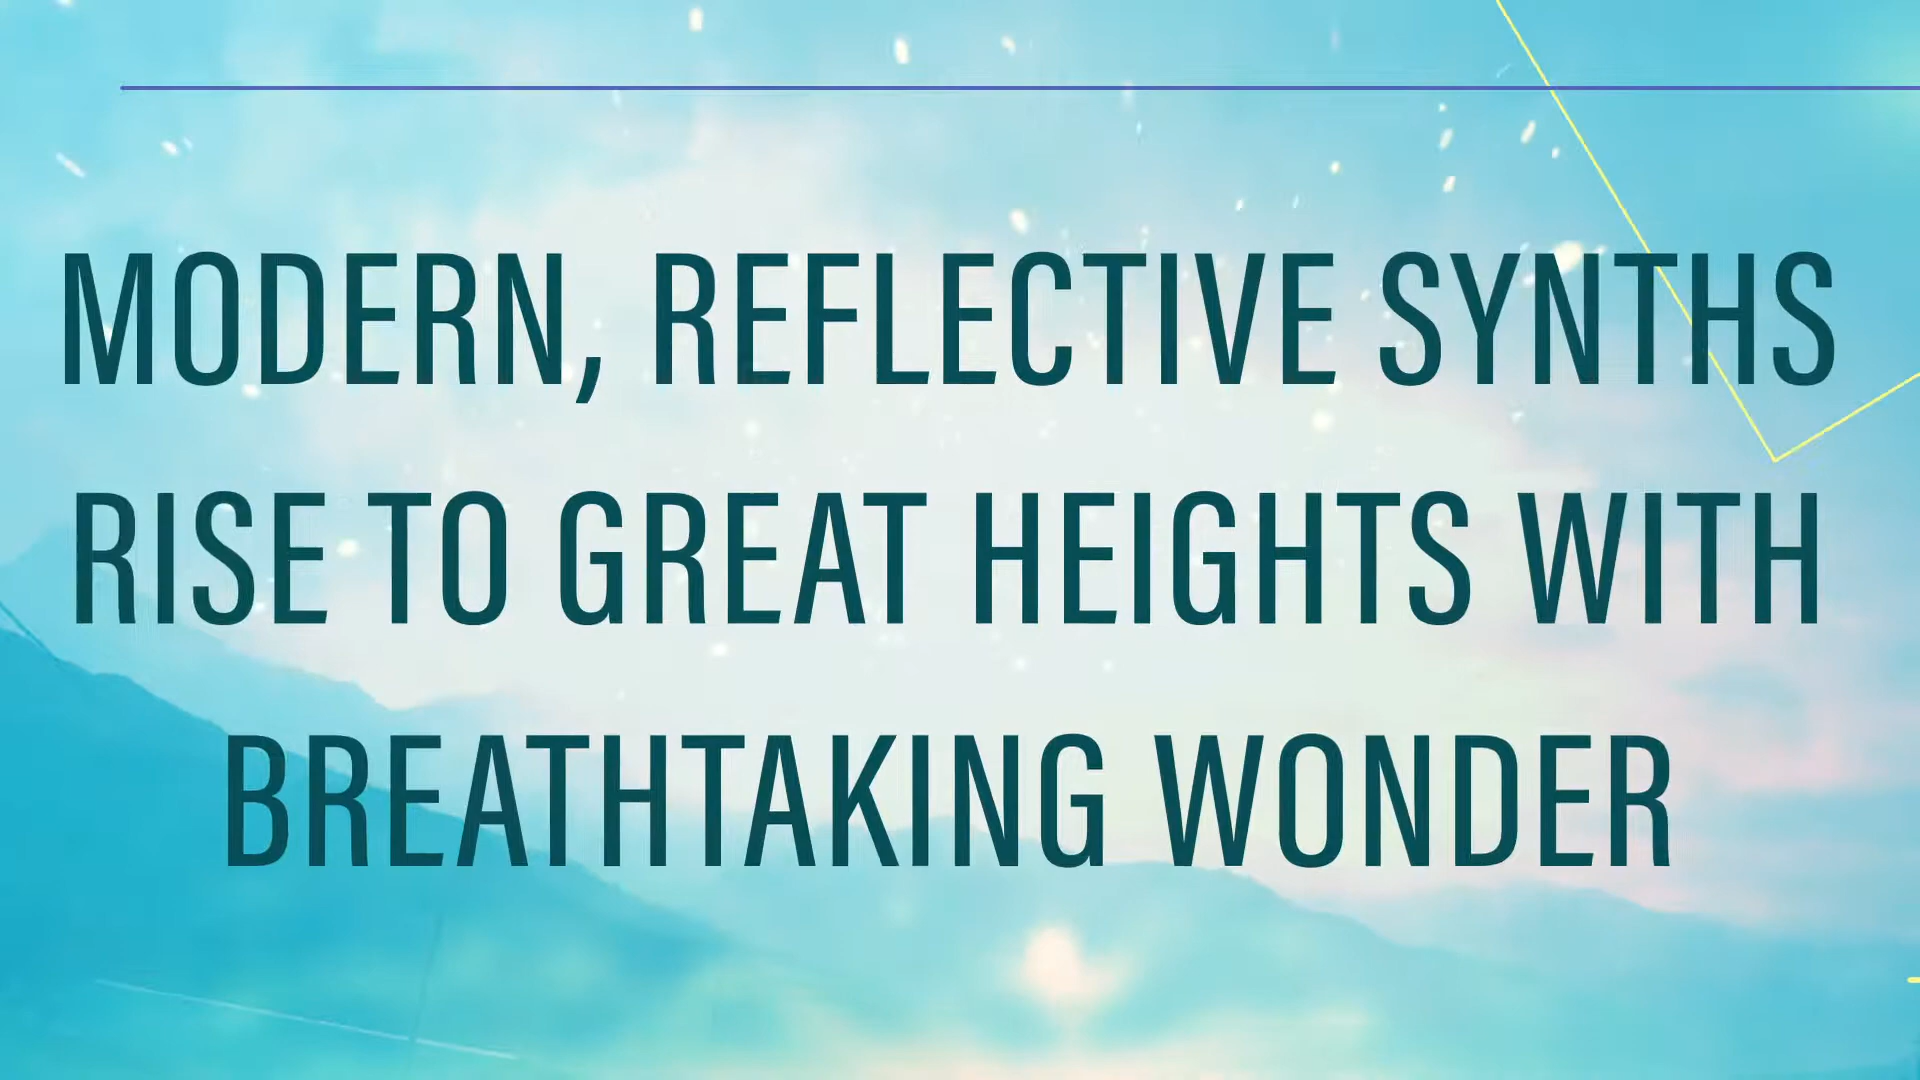 MODERN, REFLECTIVE SYNTHS
RISE TO GREAT HEIGHTS WITH
BREATHTAKING WONDER